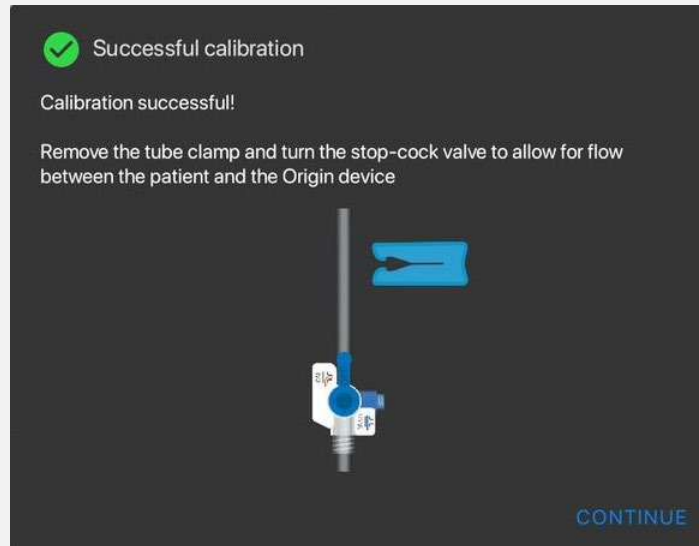 Successful calibration
Calibration successful!
Remove the tube clamp and turn the stop-cock valve to allow for flow
between the patient and the Origin device
CONTINUE